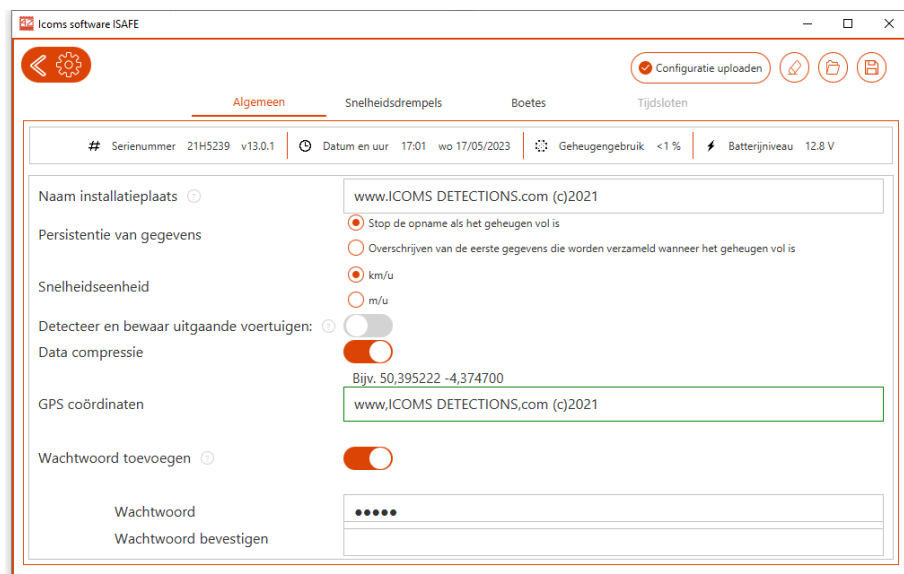 Icoms software ISAFE
Configuratie uploaden
Algemeen Snelheidsdrempels Boetes Tijdsloten
# Serienummer 21H5239 v13.0.1 Datum en uur 17:01 wo 17/05/2023 Geheugengebruik <1 % Batterijniveau 12.8 V
Naam installatieplaats ? www.ICOMS DETECTIONS.com (c)2021
Stop de opname als het geheugen vol is
Persistentie van gegevens
Overschrijven van de eerste gegevens die worden verzameld wanneer het geheugen vol is
km/u
Snelheidseenheid
m/u
Detecteer en bewaar uitgaande voertuigen: ?
Data compressie
Bijv. 50,395222 -4,374700
GPS coördinaten www,ICOMS DETECTIONS,com (c)2021
Wachtwoord toevoegen ?
Wachtwoord •••••
Wachtwoord bevestigen